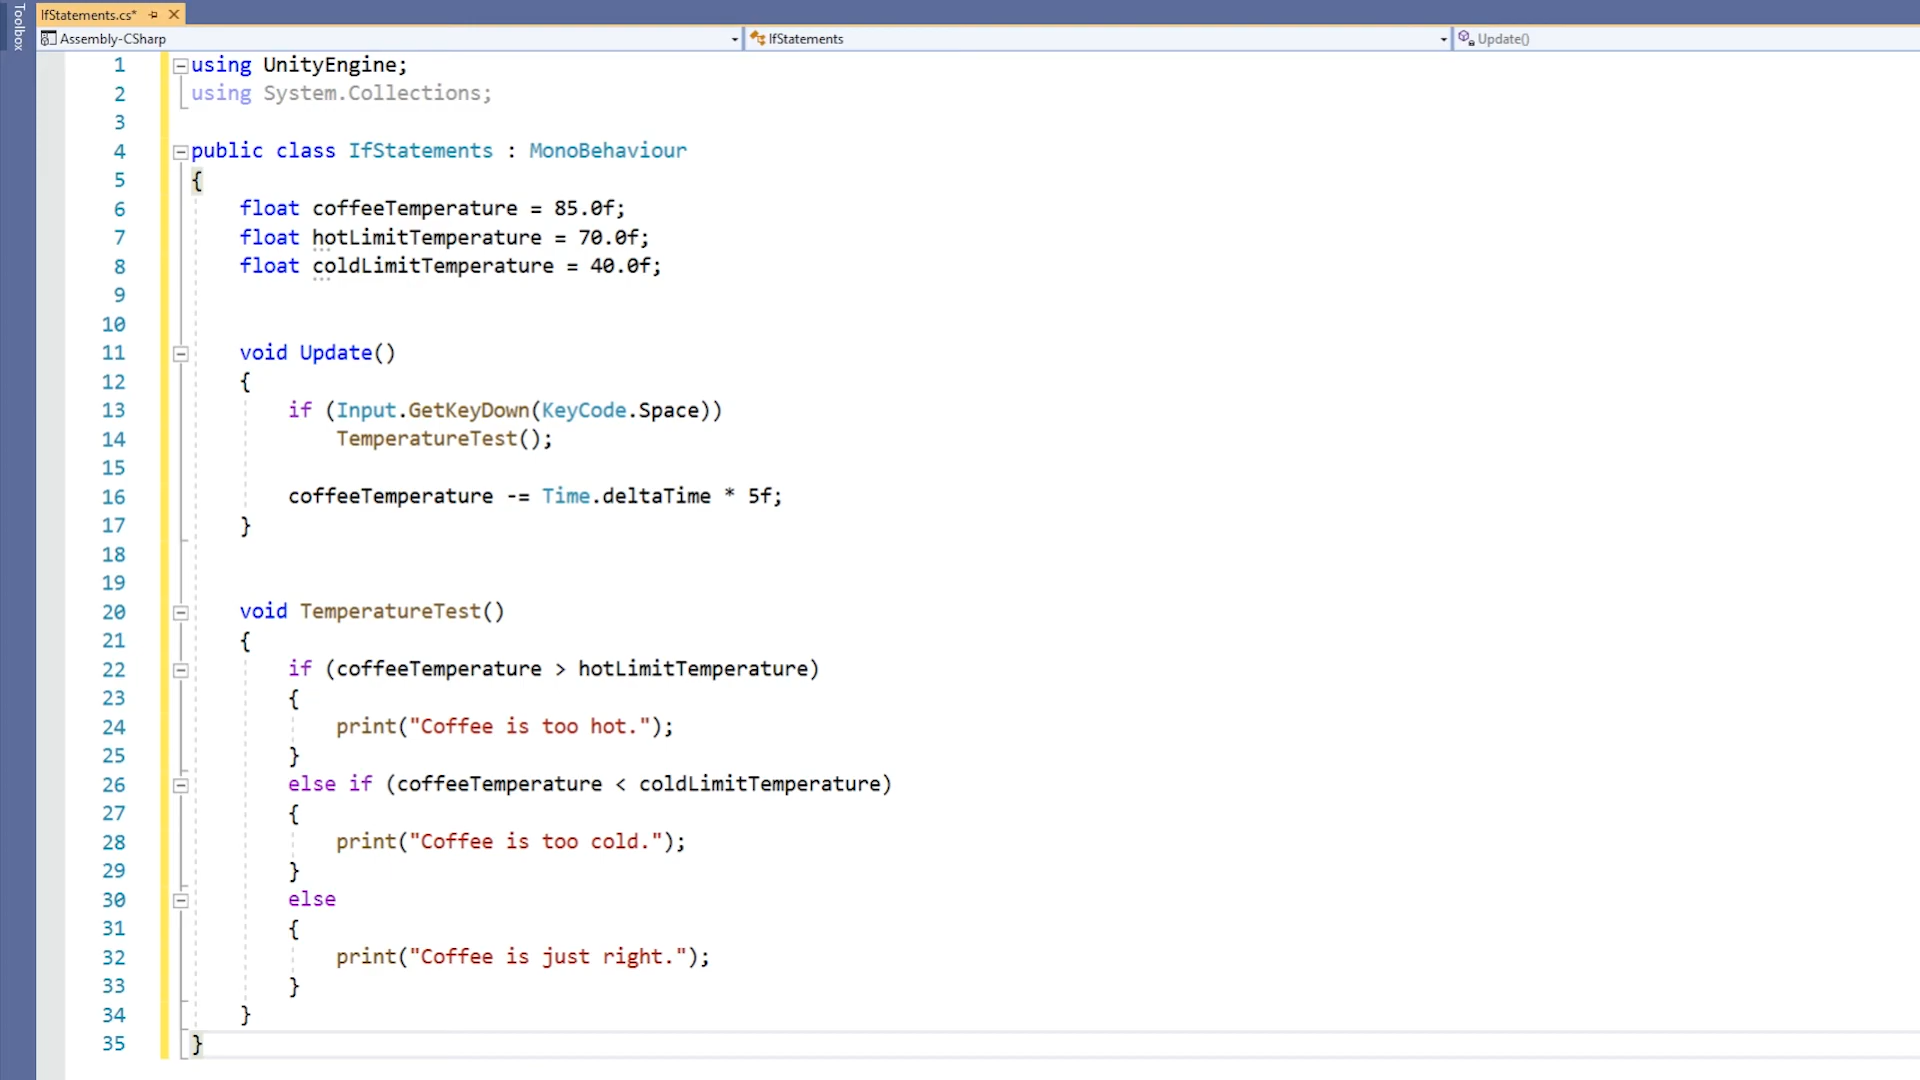 Toolbox
IfStatements.cs*
Assembly-CSharp
IfStatements
Update()
1 using UnityEngine;
2 using System.Collections;
3
4 public class IfStatements : MonoBehaviour
5 {
6 float coffeeTemperature = 85.0f;
7 float hotLimitTemperature = 70.0f;
8 float coldLimitTemperature = 40.0f;
9
10
11 void Update()
12 {
13 if (Input.GetKeyDown(KeyCode.Space))
14 TemperatureTest();
15
16 coffeeTemperature -= Time.deltaTime * 5f;
17 }
18
19
20 void TemperatureTest()
21 {
22 if (coffeeTemperature > hotLimitTemperature)
23 {
24 print("Coffee is too hot.");
25 }
26 else if (coffeeTemperature < coldLimitTemperature)
27 {
28 print("Coffee is too cold.");
29 }
30 else
31 {
32 print("Coffee is just right.");
33 }
34 }
35 }